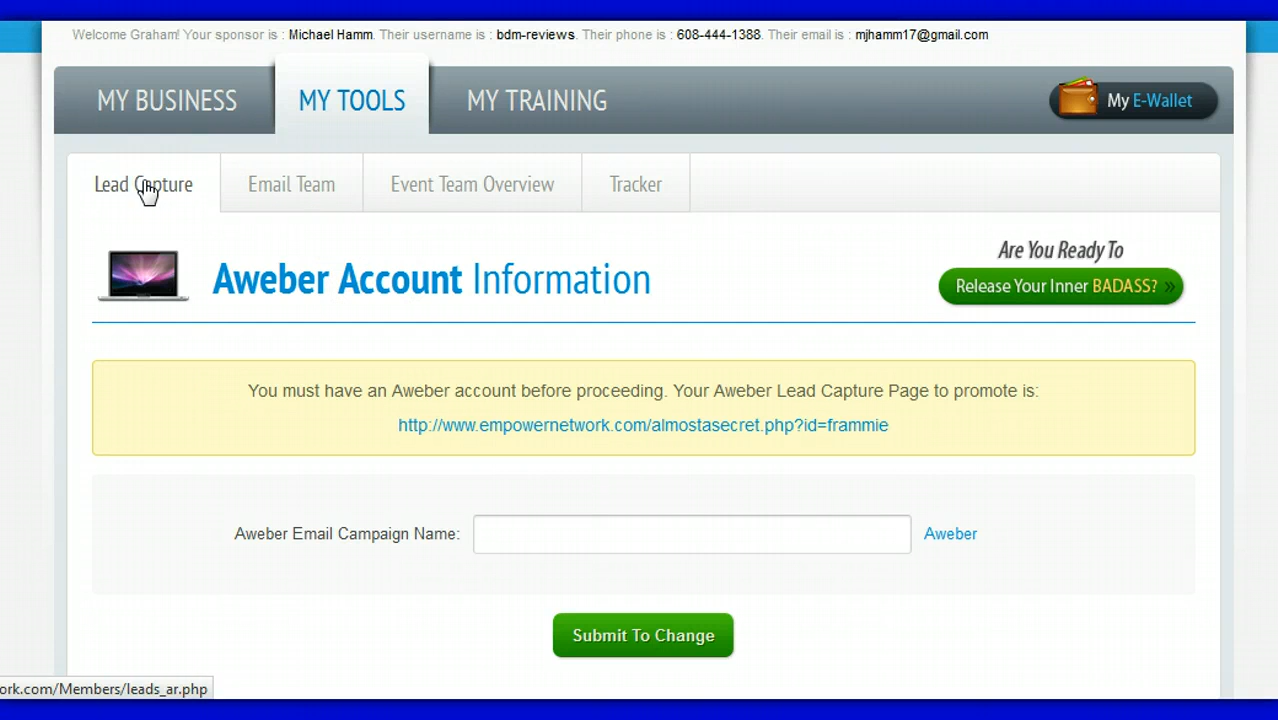 Welcome Graham! Your sponsor is : Michael Hamm. Their username is : bdm-reviews. Their phone is : 608-444-1388. Their email is : mjhamm17@gmail.com
MY BUSINESS MY TOOLS MY TRAINING My E-Wallet
Lead Capture Email Team Event Team Overview Tracker
Are You Ready To
Aweber Account Information Release Your Inner BADASS? »
You must have an Aweber account before proceeding. Your Aweber Lead Capture Page to promote is:
http://www.empowernetwork.com/almostasecret.php?id=frammie
Aweber Email Campaign Name: Aweber
Submit To Change
ork.com/Members/leads_ar.php